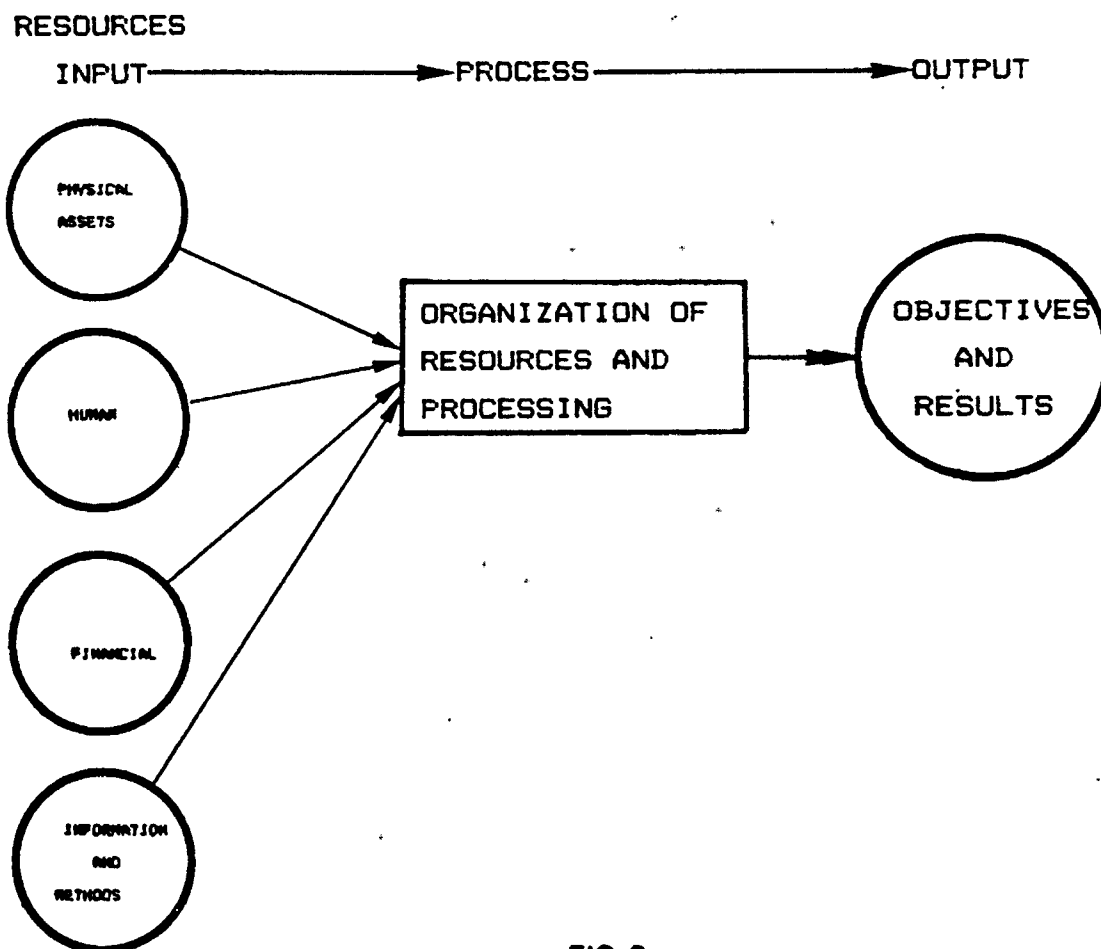 RESOURCES
INPUT PROCESS OUTPUT
PHYSICAL
ASSETS
HUMAN
FINANCIAL
INFORMATION
AND
METHODS
ORGANIZATION OF
RESOURCES AND
PROCESSING
OBJECTIVES
AND
RESULTS